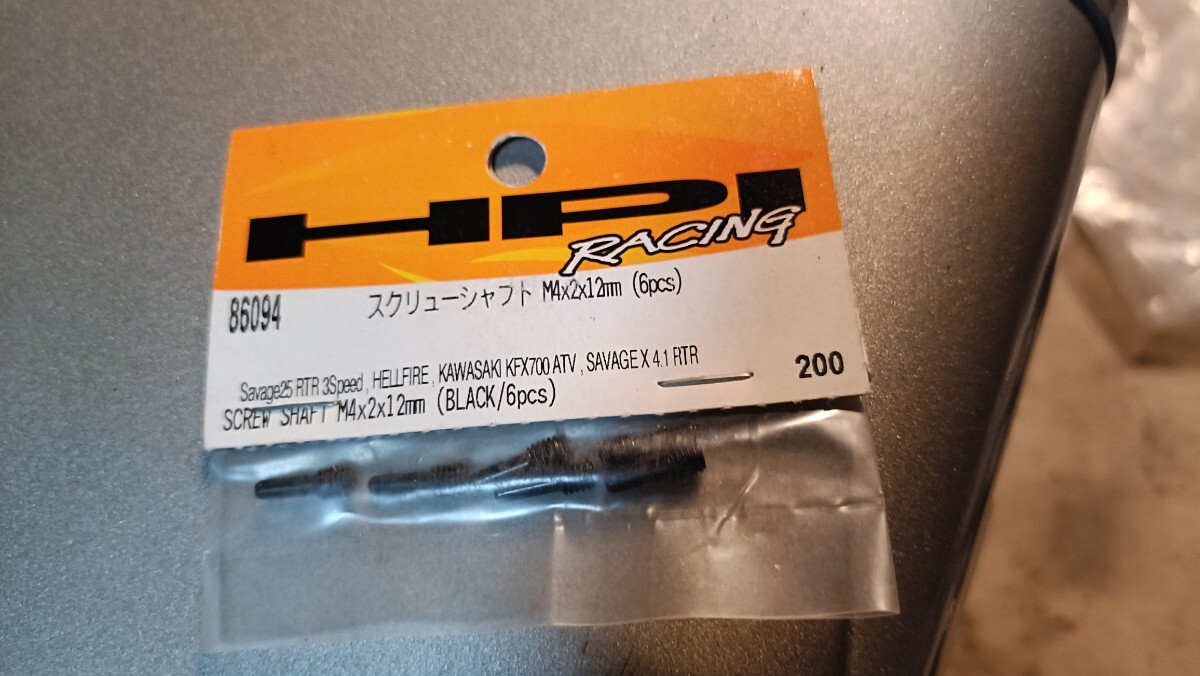 HPI
RACING
86094 スクリューシャフト M4x2x12mm (6pcs)
Savage25 RTR 3Speed , HELLFIRE , KAWASAKI KFX700 ATV , SAVAGE X 4.1 RTR
200
SCREW SHAFT M4x2x12mm (BLACK/6pcs)